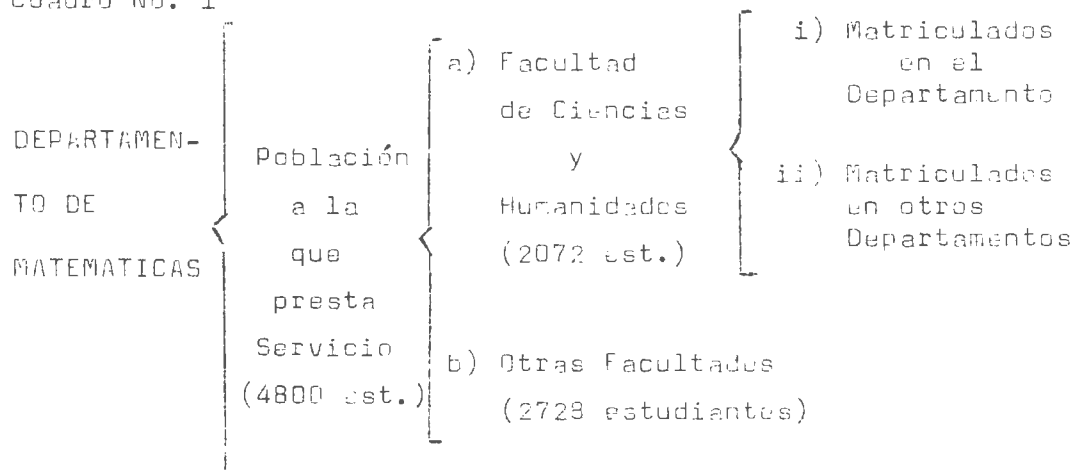 Cuadro No. 1
DEPARTAMEN-
TO DE
MATEMATICAS
Población
a la
que
presta
Servicio
(4800 est.)
a) Facultad
de Ciencias
y
Humanidades
(2072 est.)
b) Otras Facultades
(2728 estudiantes)
i) Matriculados
en el
Departamento
ii) Matriculados
en otros
Departamentos